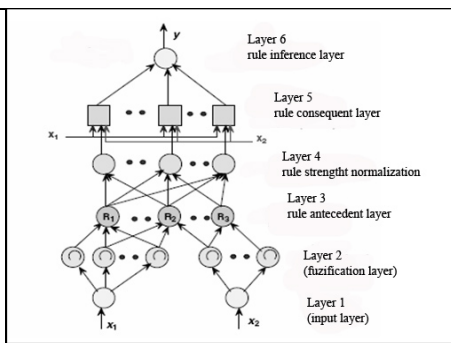 y
Layer 6
rule inference layer
Layer 5
rule consequent layer
x1
x2
Layer 4
rule strenght normalization
Layer 3
rule antecedent layer
R1
R2
R3
Layer 2
(fuzification layer)
Layer 1
(input layer)
x1
x2